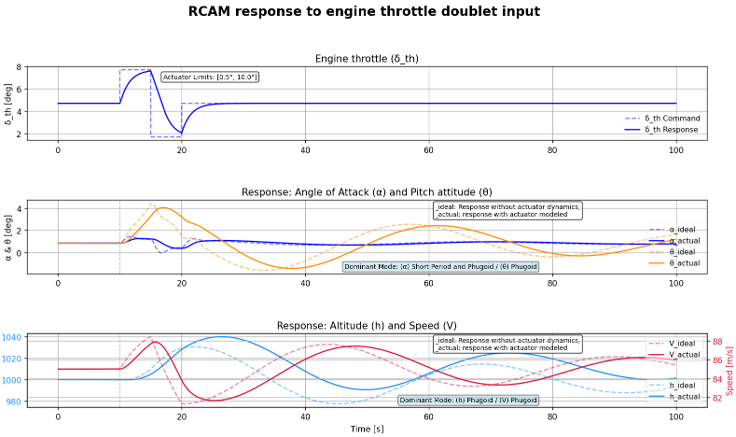 RCAM response to engine throttle doublet input
Engine throttle (δ_th)
δ_th [deg]
8
6
4
2
Actuator Limits: [0.5°, 10.0°]
δ_th Command
δ_th Response
0
20
40
60
80
100
Response: Angle of Attack (α) and Pitch attitude (θ)
α & θ [deg]
4
2
0
_ideal: Response without actuator dynamics,
_actual: response with actuator modeled
α_ideal
α_actual
θ_ideal
θ_actual
Dominant Mode: (α) Short Period and Phugoid / (θ) Phugoid
0
20
40
60
80
100
Response: Altitude (h) and Speed (V)
1040
1020
1000
980
_ideal: Response without actuator dynamics,
_actual: response with actuator modeled
V_ideal
V_actual
h_ideal
h_actual
Dominant Mode: (h) Phugoid / (V) Phugoid
88
86
84
82
Speed [m/s]
0
20
40
60
80
100
Time [s]